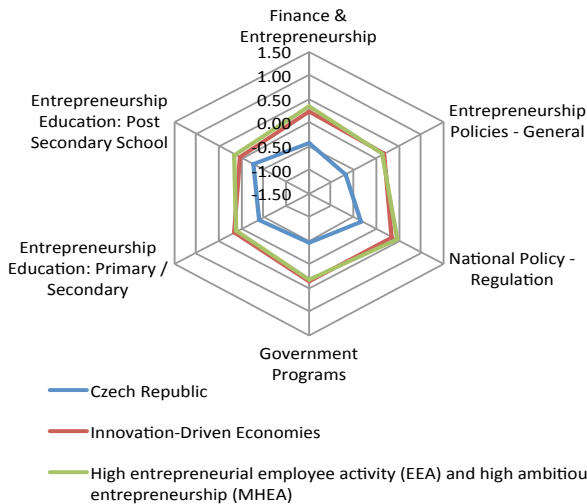 Finance &
Entrepreneurship
1.50
1.00
0.50
0.00
-0.50
-1.00
-1.50
Entrepreneurship
Policies - General
National Policy -
Regulation
Government
Programs
Entrepreneurship
Education: Primary /
Secondary
Entrepreneurship
Education: Post
Secondary School
Czech Republic
Innovation-Driven Economies
High entrepreneurial employee activity (EEA) and high ambitou
entrepreneurship (MHEA)